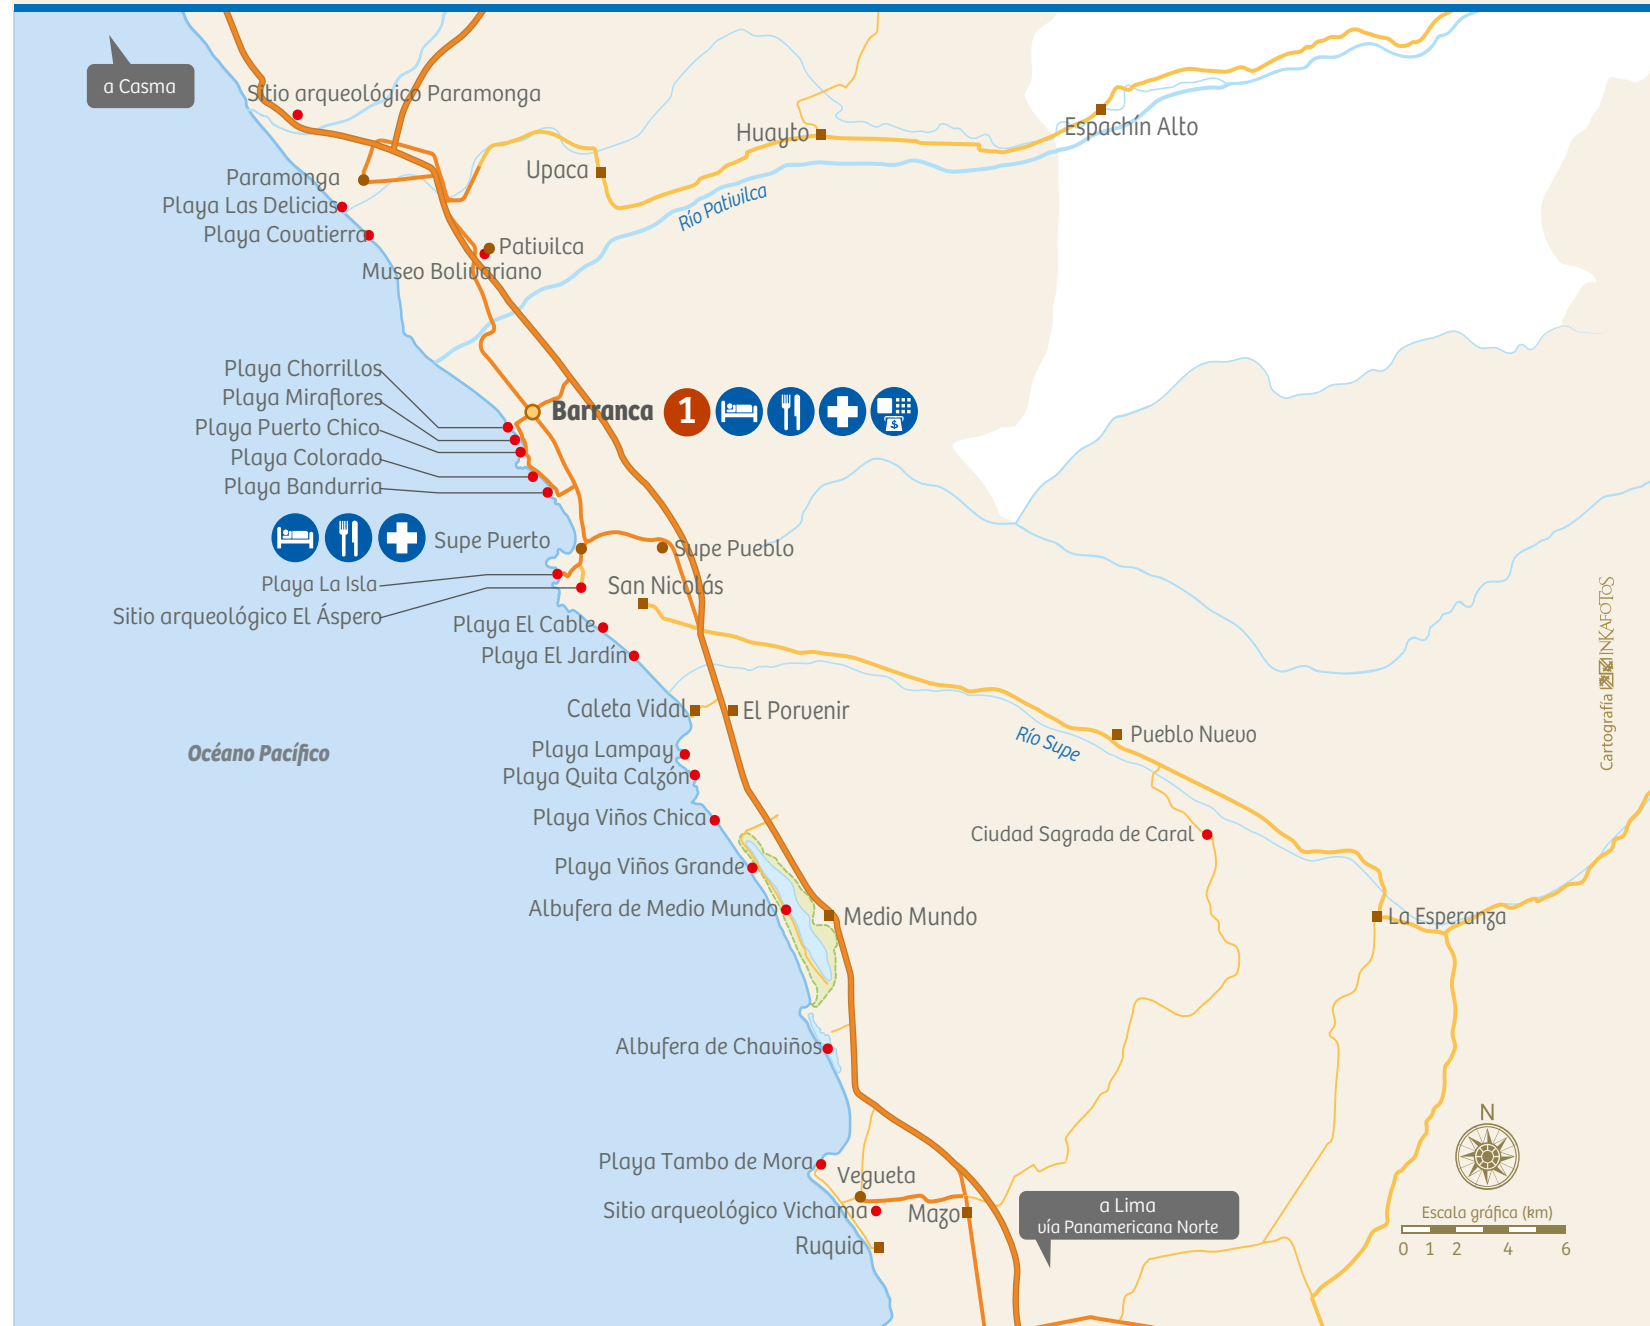 a Casma
Sitio arqueológico Paramonga
Huayto
Espachín Alto
Upaca
Paramonga
Río Pativilca
Playa Las Delicias
Playa Covatierra
Pativilca
Museo Bolivariano
Playa Chorrillos
Playa Miraflores
Barranca
1
$
Playa Puerto Chico
Playa Colorado
Playa Bandurria
Supe Puerto
Supe Pueblo
Playa La Isla
San Nicolás
Sitio arqueológico El Áspero
Playa El Cable
Playa El Jardín
Caleta Vidal
El Porvenir
Océano Pacífico
Playa Lampay
Río Supe
Pueblo Nuevo
Playa Quita Calzón
Playa Viños Chica
Ciudad Sagrada de Caral
Playa Viños Grande
Albufera de Medio Mundo
Medio Mundo
La Esperanza
Albufera de Chaviños
Playa Tambo de Mora
Vegueta
Sitio arqueológico Vichama
Mazo
Ruquia
a Lima
vía Panamericana Norte
N
Escala gráfica (km)
0 1 2 4 6
Cartografía INKAFOTOS